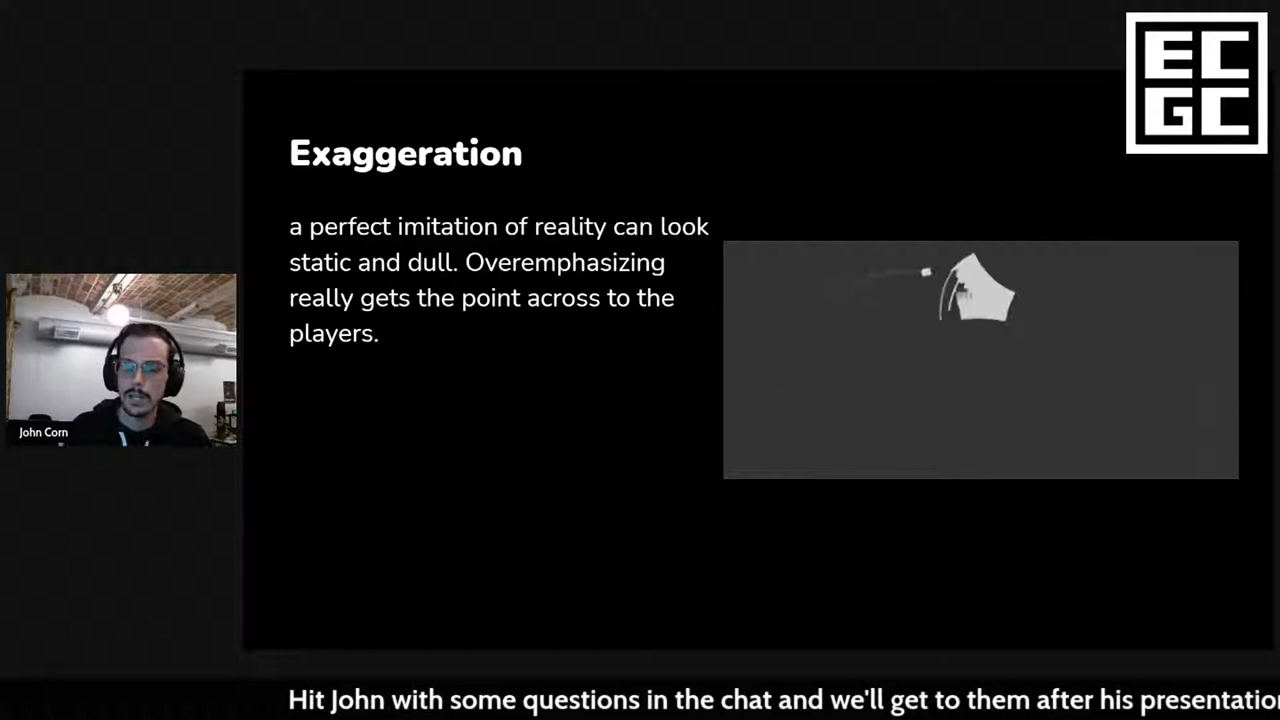 EC
GC
Exaggeration
a perfect imitation of reality can look
static and dull. Overemphasizing
really gets the point across to the
players.
John Corn
Hit John with some questions in the chat and we'll get to them after his presentation